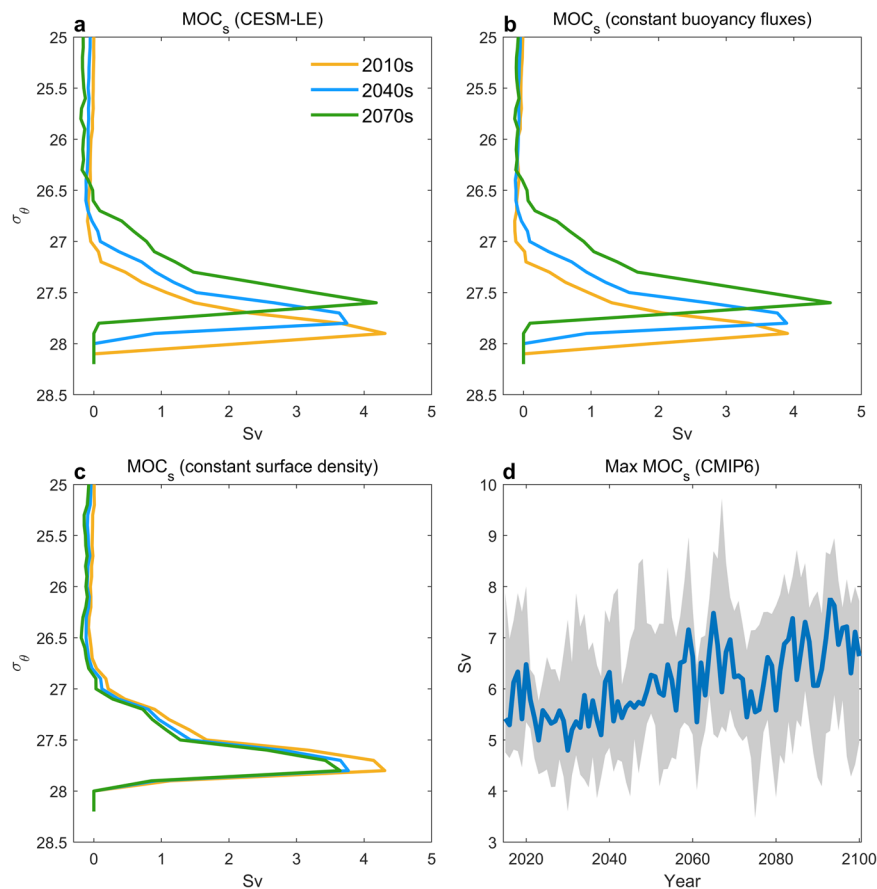 a MOCs (CESM-LE)
25
25.5
26
26.5
27
27.5
28
28.5
σθ
2010s
2040s
2070s
0 1 2 3 4 5
Sv
b MOCs (constant buoyancy fluxes)
25
25.5
26
26.5
27
27.5
28
28.5
0 1 2 3 4 5
Sv
c MOCs (constant surface density)
25
25.5
26
26.5
27
27.5
28
28.5
σθ
0 1 2 3 4 5
Sv
d Max MOCs (CMIP6)
10
9
8
7
6
5
4
3
Sv
2020 2040 2060 2080 2100
Year